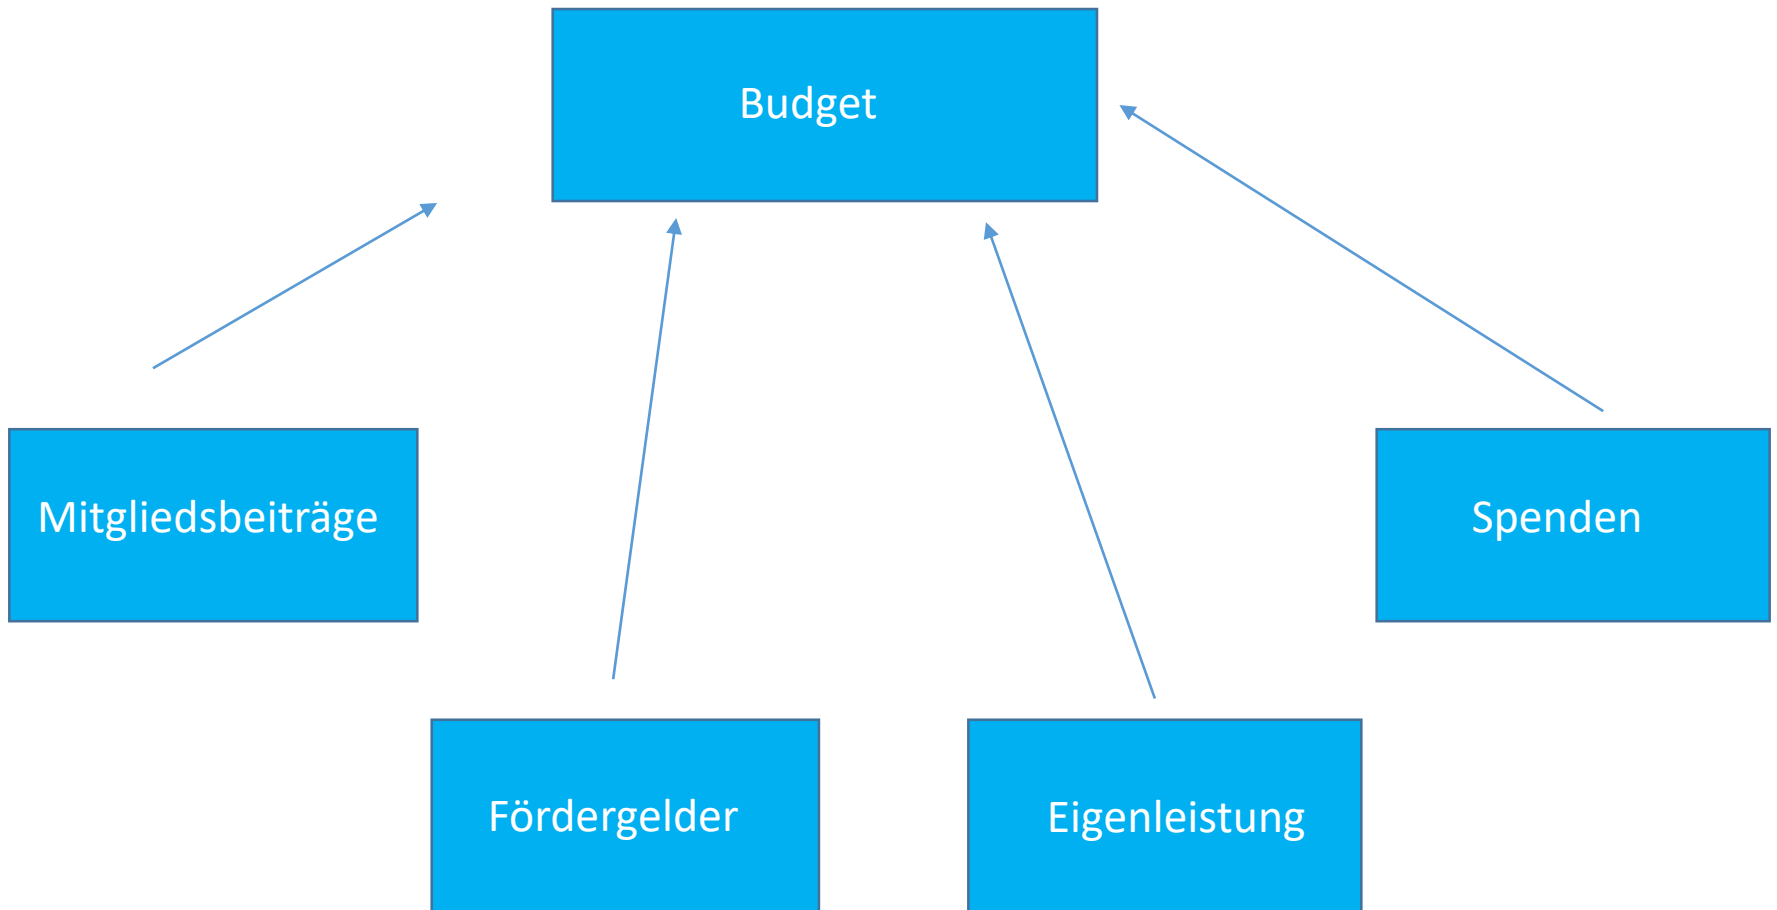 Budget
Mitgliedsbeiträge
Spenden
Fördergelder
Eigenleistung